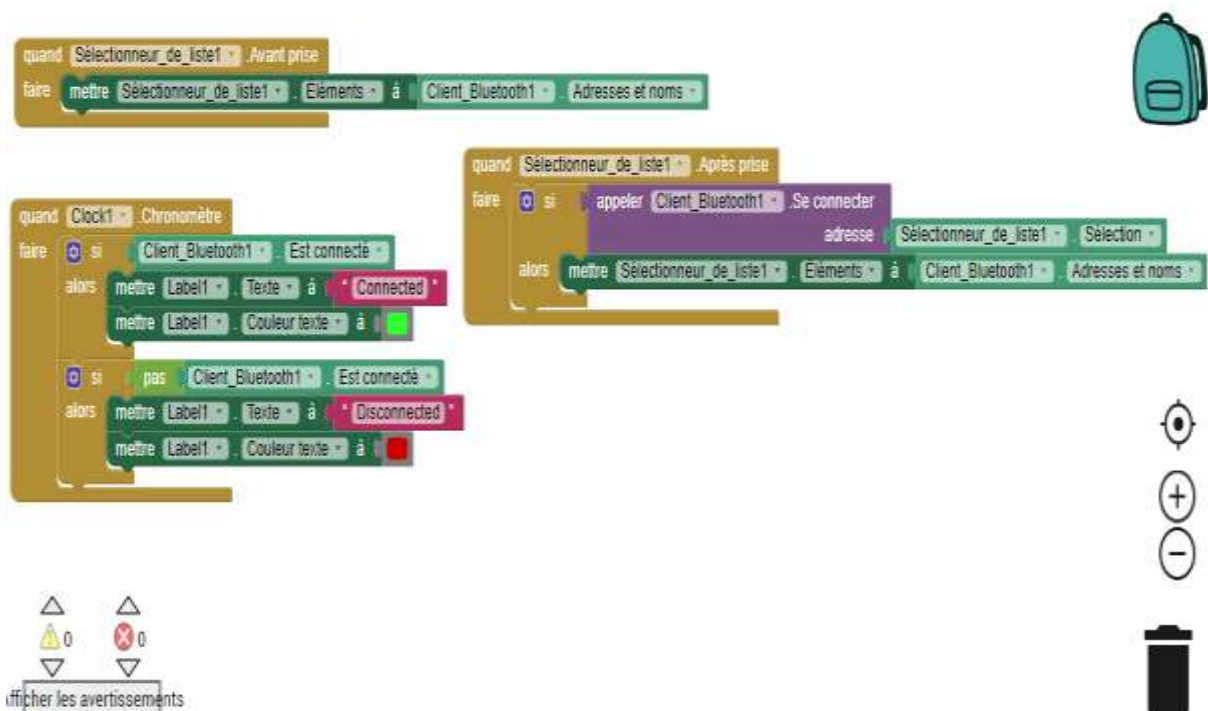 quand Sélectionneur_de_liste1 .Avant prise
faire mettre Sélectionneur_de_liste1 . Eléments à Client_Bluetooth1 . Adresses et noms
quand Sélectionneur_de_liste1 .Après prise
faire si appeler Client_Bluetooth1 .Se connecter
adresse Sélectionneur_de_liste1 . Sélection
alors mettre Sélectionneur_de_liste1 . Eléments à Client_Bluetooth1 . Adresses et noms
quand Clock1 .Chronomètre
faire si Client_Bluetooth1 . Est connecté
alors mettre Label1 . Texte à " Connected "
mettre Label1 . Couleur texte à
si pas Client_Bluetooth1 . Est connecté
alors mettre Label1 . Texte à " Disconnected "
mettre Label1 . Couleur texte à
0 0
fficher les avertissements